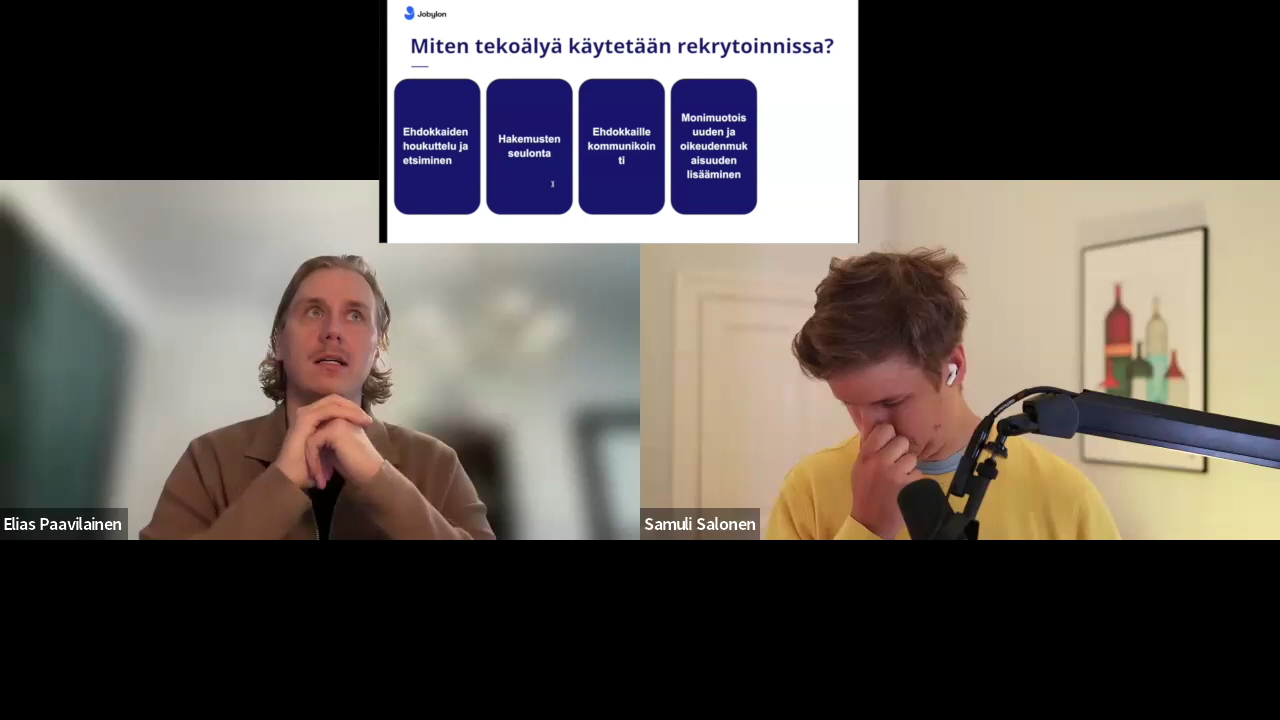 Jobylon
Miten tekoälyä käytetään rekrytoinnissa?
Ehdokkaiden
houkuttelu ja
etsiminen
Hakemusten
seulonta
Ehdokkaille
kommunikoin
ti
Monimuotois
uuden ja
oikeudenmuk
aisuuden
lisääminen
Elias Paavilainen
Samuli Salonen